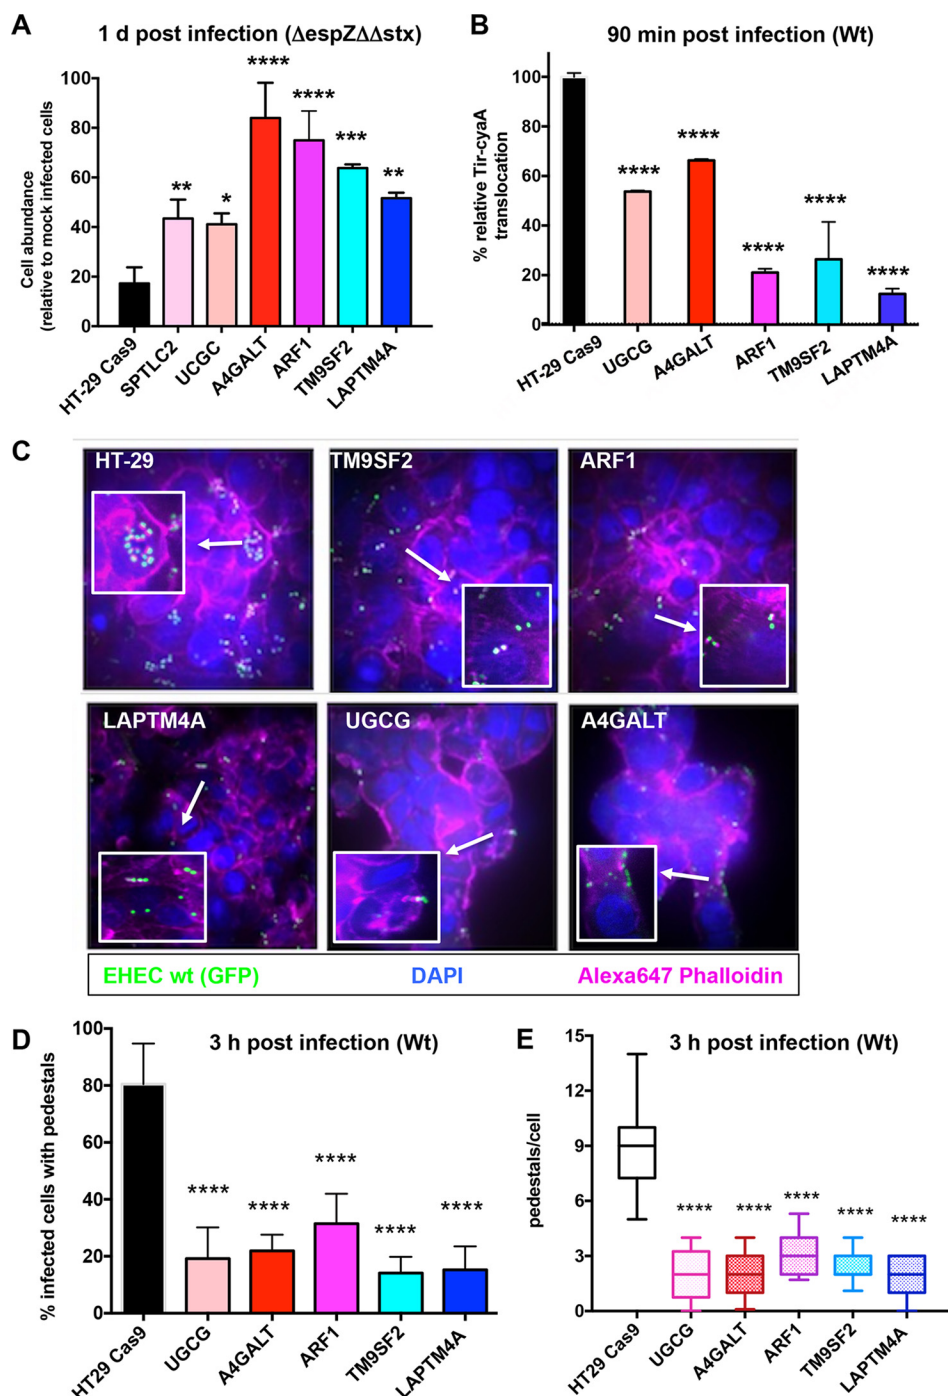 A
1 d post infection (ΔespZΔΔstx)
Cell abundance
(relative to mock infected cells)
100
80
60
40
20
0
**
*
****
****
***
**
HT-29 Cas9
SPTLC2
UCGC
A4GALT
ARF1
TM9SF2
LAPTM4A
B
90 min post infection (Wt)
% relative Tir-cyaA
translocation
100
80
60
40
20
0
****
****
****
****
****
HT-29 Cas9
UGCG
A4GALT
ARF1
TM9SF2
LAPTM4A
C
HT-29
TM9SF2
ARF1
LAPTM4A
UGCG
A4GALT
EHEC wt (GFP)
DAPI
Alexa647 Phalloidin
D
3 h post infection (Wt)
% infected cells with pedestals
100
80
60
40
20
0
****
****
****
****
****
HT29 Cas9
UGCG
A4GALT
ARF1
TM9SF2
LAPTM4A
E
3 h post infection (Wt)
pedestals/cell
15
12
9
6
3
0
****
****
****
****
****
HT29 Cas9
UGCG
A4GALT
ARF1
TM9SF2
LAPTM4A